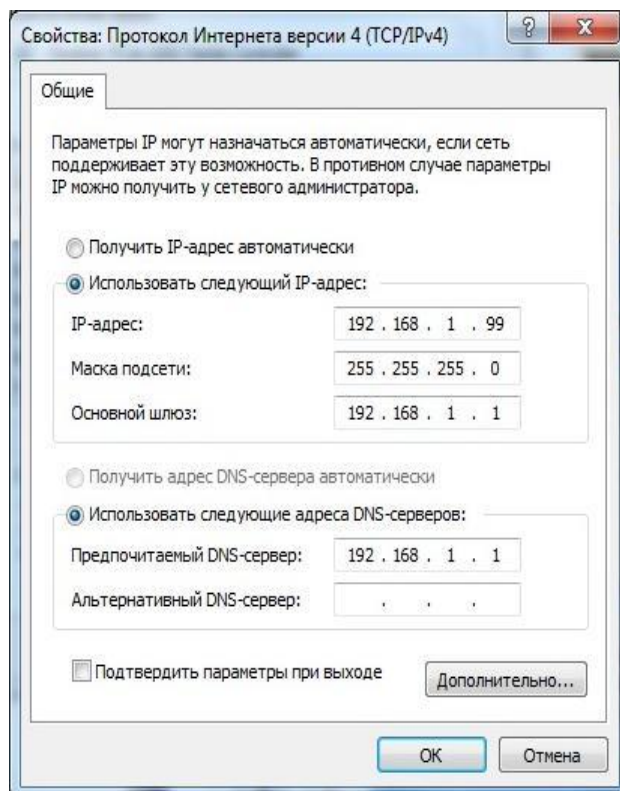 Свойства: Протокол Интернета версии 4 (TCP/IPv4)
Общие
Параметры IP могут назначаться автоматически, если сеть
поддерживает эту возможность. В противном случае параметры
IP можно получить у сетевого администратора.
Получить IP-адрес автоматически
Использовать следующий IP-адрес:
IP-адрес: 192 . 168 . 1 . 99
Маска подсети: 255 . 255 . 255 . 0
Основной шлюз: 192 . 168 . 1 . 1
Получить адрес DNS-сервера автоматически
Использовать следующие адреса DNS-серверов:
Предпочитаемый DNS-сервер: 192 . 168 . 1 . 1
Альтернативный DNS-сервер: . . .
Подтвердить параметры при выходе
Дополнительно...
ОК Отмена